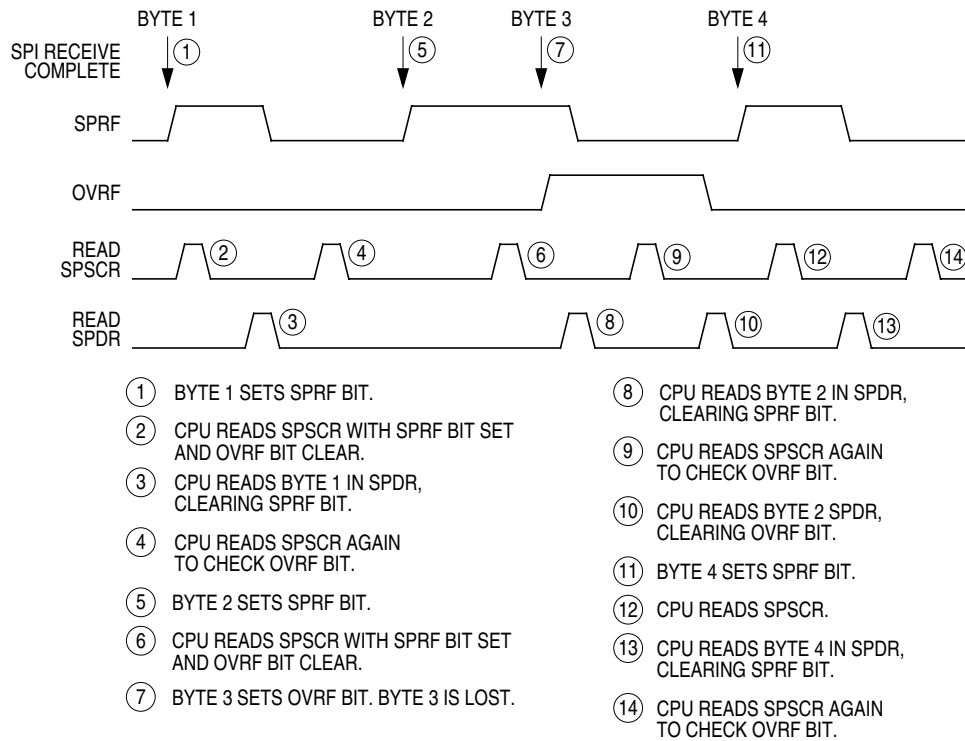 BYTE 1 BYTE 2 BYTE 3 BYTE 4
SPI RECEIVE 1 5 7 11
COMPLETE
SPRF
OVRF
READ
SPSCR 2 4 6 9 12 14
READ
SPDR 3 8 10 13
1 BYTE 1 SETS SPRF BIT.
2 CPU READS SPSCR WITH SPRF BIT SET
AND OVRF BIT CLEAR.
3 CPU READS BYTE 1 IN SPDR,
CLEARING SPRF BIT.
4 CPU READS SPSCR AGAIN
TO CHECK OVRF BIT.
5 BYTE 2 SETS SPRF BIT.
6 CPU READS SPSCR WITH SPRF BIT SET
AND OVRF BIT CLEAR.
7 BYTE 3 SETS OVRF BIT. BYTE 3 IS LOST.
8 CPU READS BYTE 2 IN SPDR,
CLEARING SPRF BIT.
9 CPU READS SPSCR AGAIN
TO CHECK OVRF BIT.
10 CPU READS BYTE 2 SPDR,
CLEARING OVRF BIT.
11 BYTE 4 SETS SPRF BIT.
12 CPU READS SPSCR.
13 CPU READS BYTE 4 IN SPDR,
CLEARING SPRF BIT.
14 CPU READS SPSCR AGAIN
TO CHECK OVRF BIT.